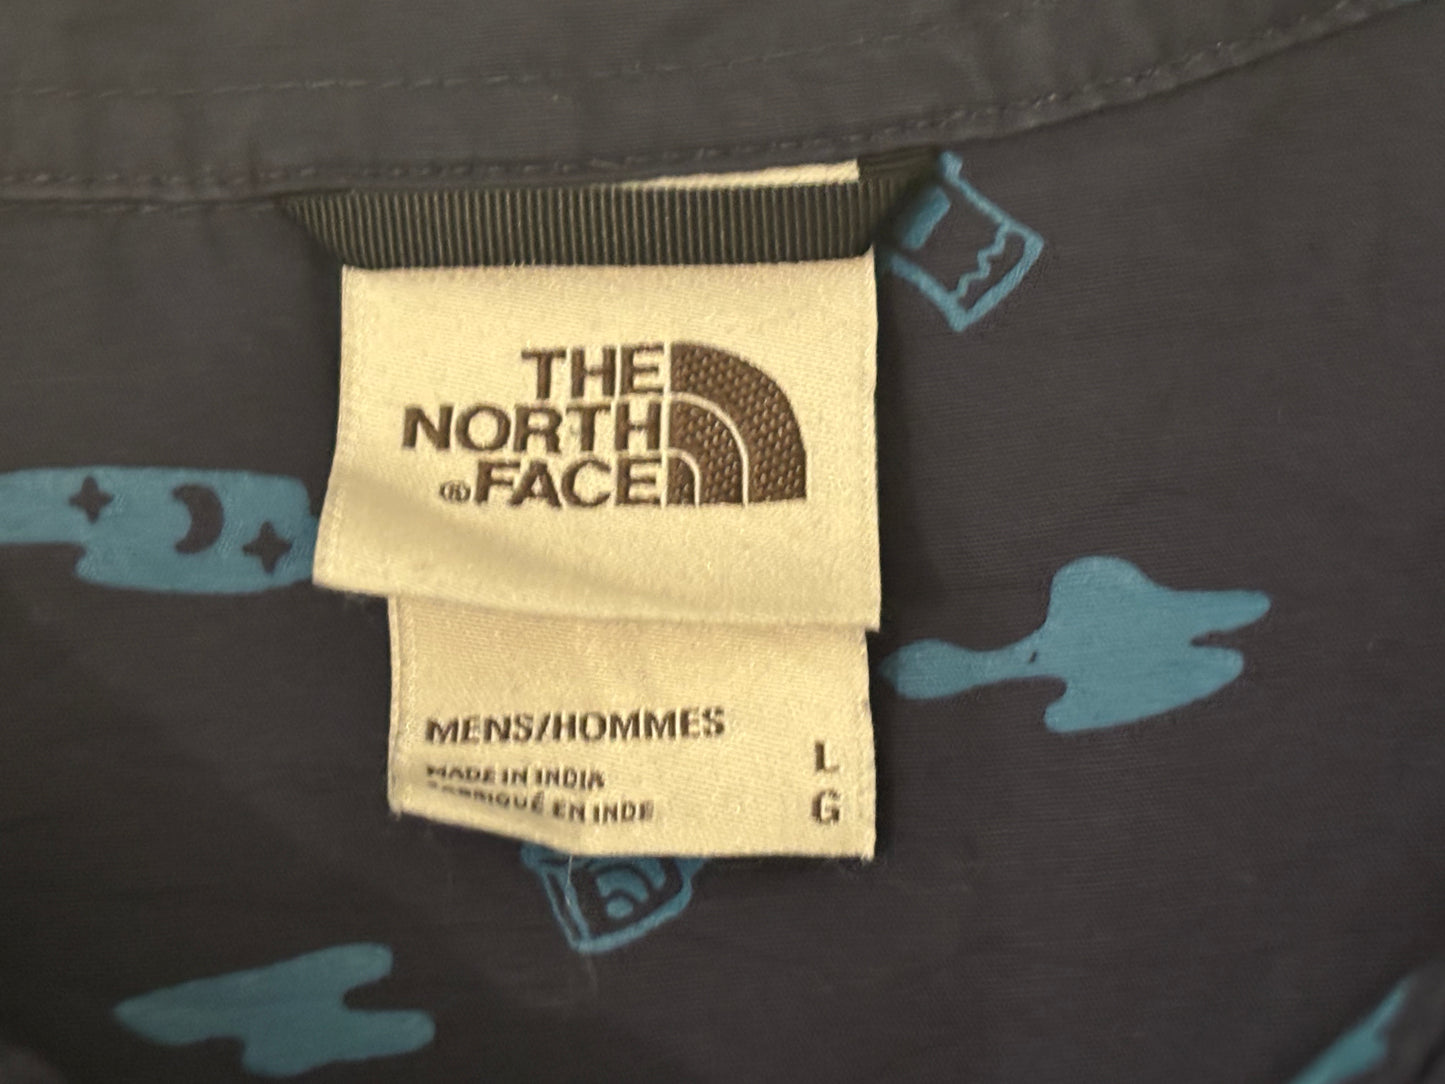 THE
NORTH
®FACE
MENS/HOMMES
MADE IN INDIA
FABRIQUÉ EN INDE
L
G